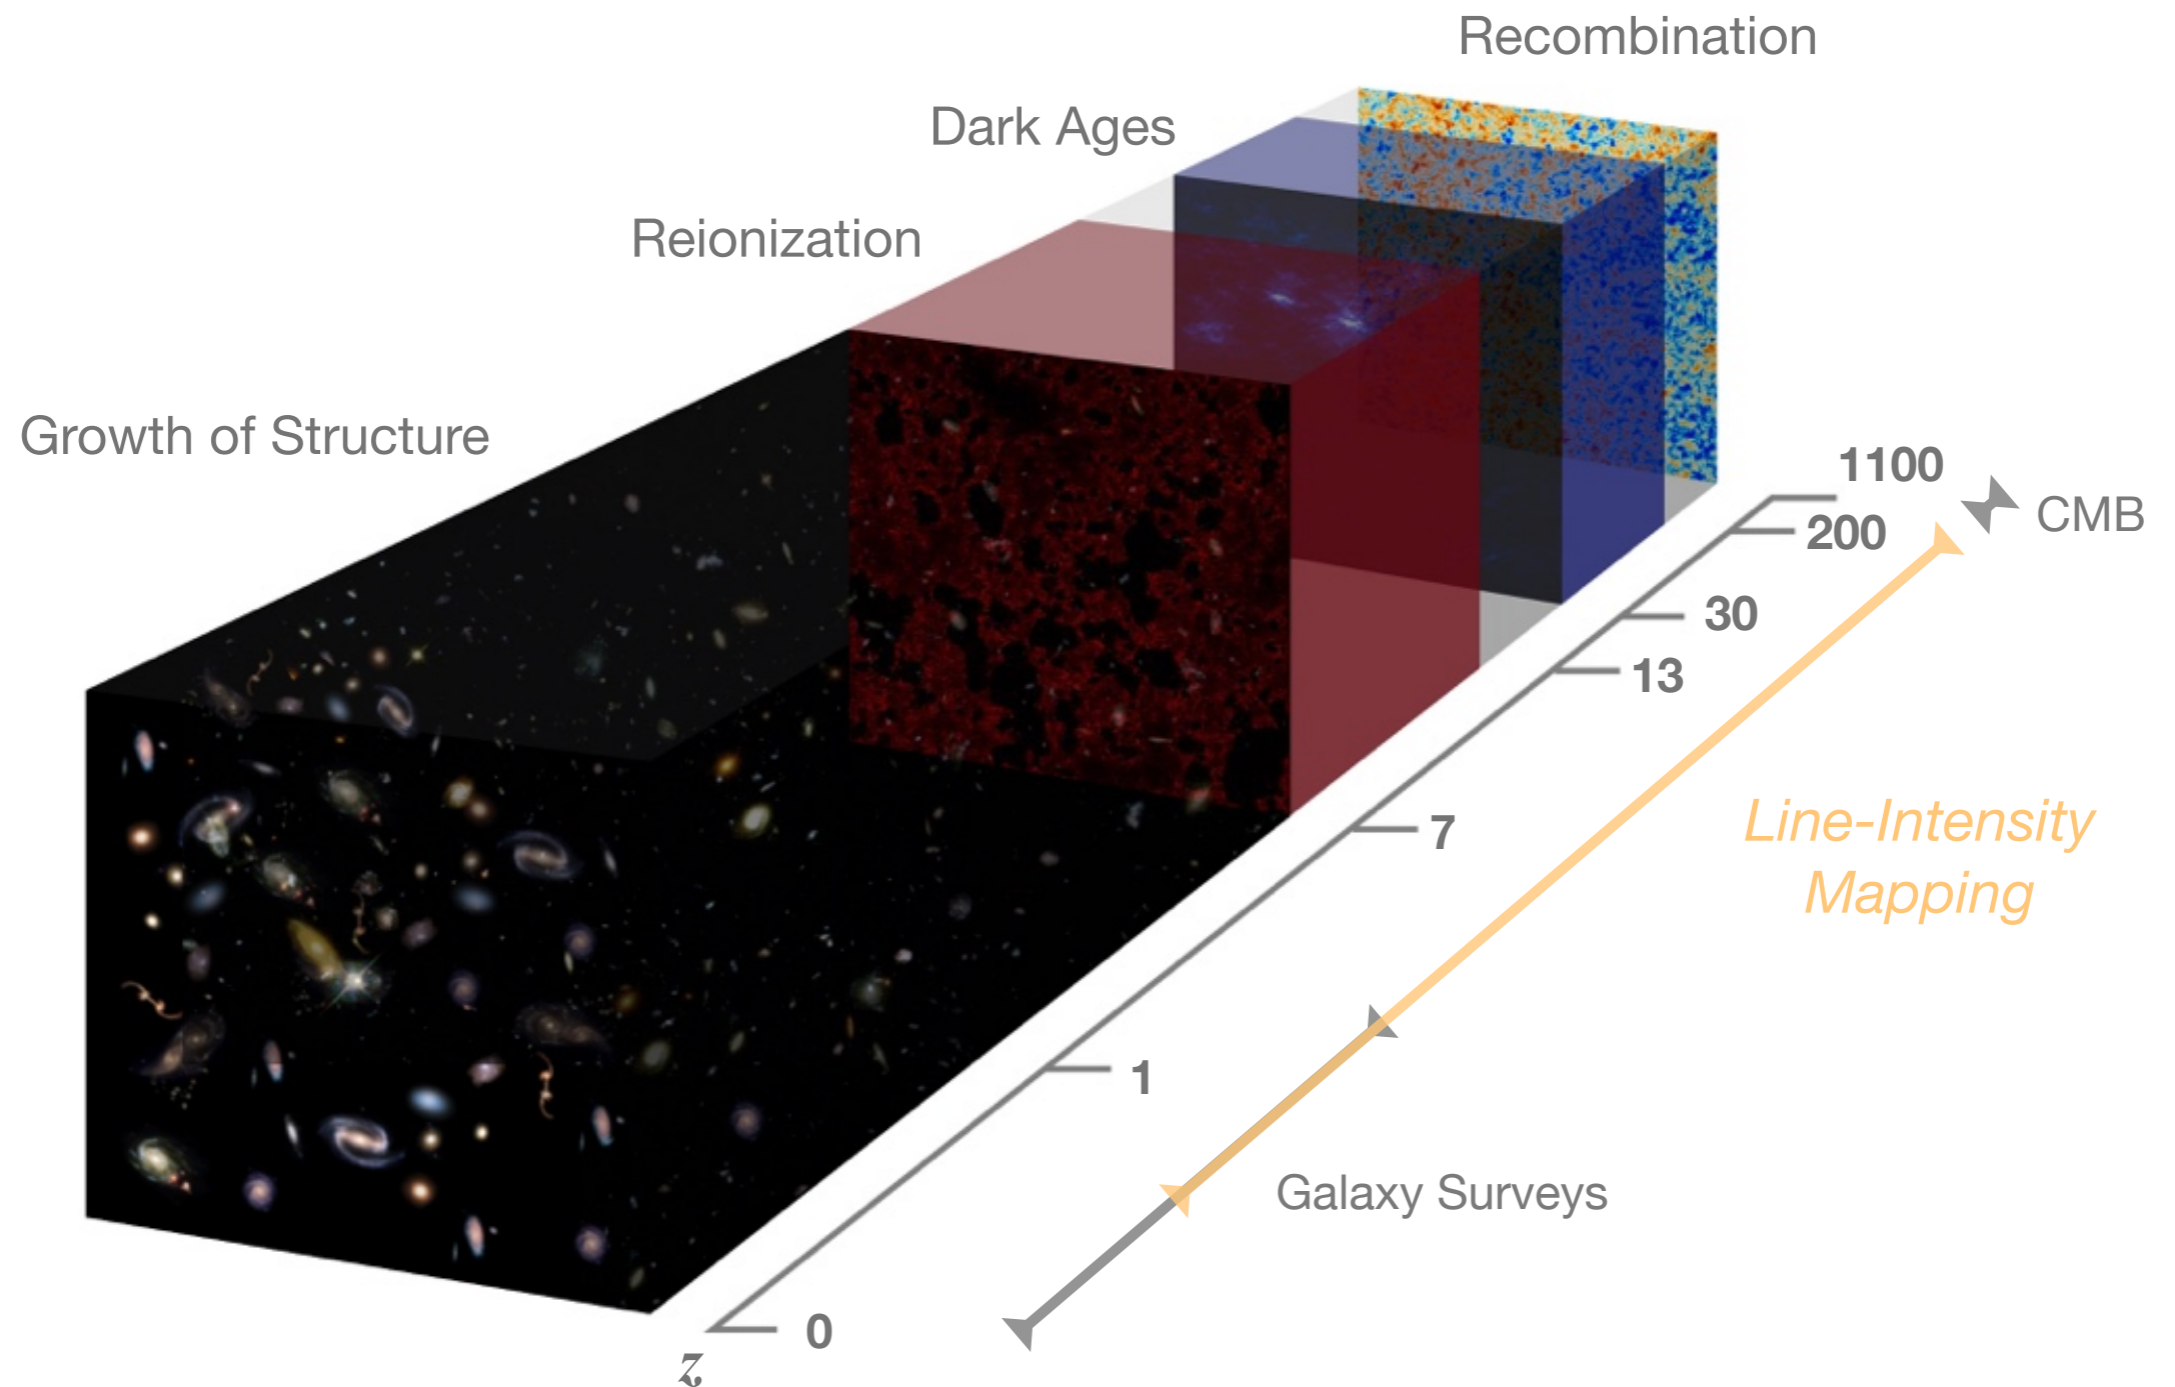 Recombination
Dark Ages
Reionization
Growth of Structure
1100
CMB
200
30
13
Line-Intensity
Mapping
7
1
Galaxy Surveys
0
z